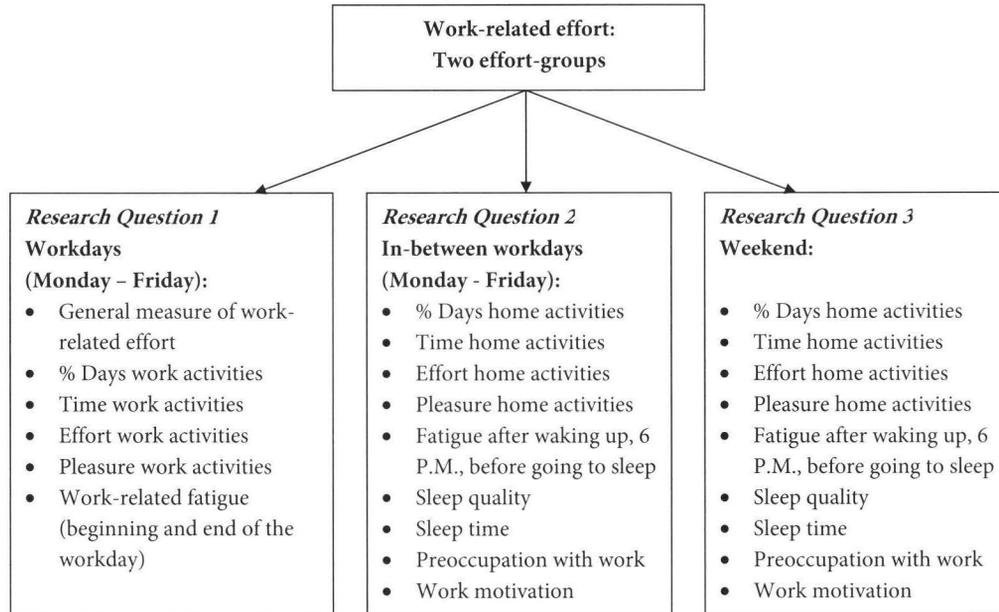 Work-related effort:
Two effort-groups
Research Question 1
Workdays
(Monday – Friday):
• General measure of work-
related effort
• % Days work activities
• Time work activities
• Effort work activities
• Pleasure work activities
• Work-related fatigue
(beginning and end of the
workday)
Research Question 2
In-between workdays
(Monday - Friday):
• % Days home activities
• Time home activities
• Effort home activities
• Pleasure home activities
• Fatigue after waking up, 6
P.M., before going to sleep
• Sleep quality
• Sleep time
• Preoccupation with work
• Work motivation
Research Question 3
Weekend:
• % Days home activities
• Time home activities
• Effort home activities
• Pleasure home activities
• Fatigue after waking up, 6
P.M., before going to sleep
• Sleep quality
• Sleep time
• Preoccupation with work
• Work motivation